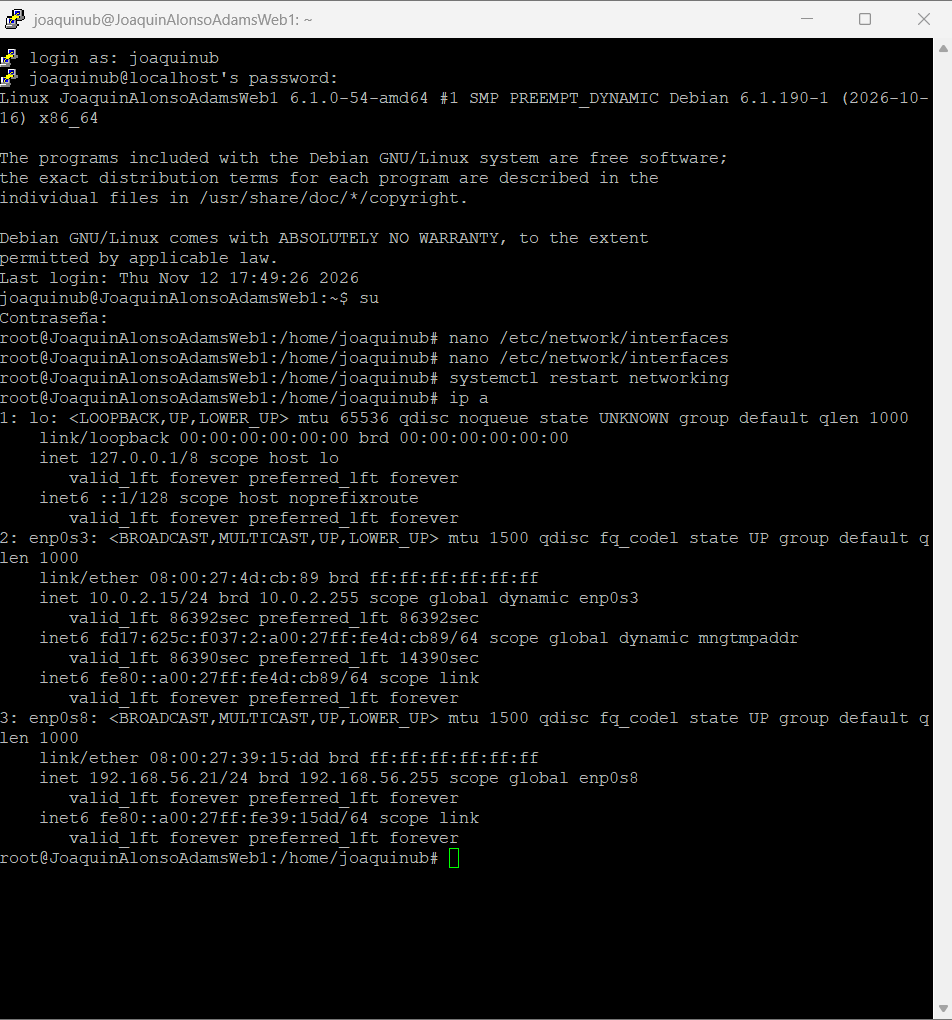 joaquinub@JoaquinAlonsoAdamsWeb1: ~
login as: joaquinub
joaquinub@localhost's password:
Linux JoaquinAlonsoAdamsWeb1 6.1.0-54-amd64 #1 SMP PREEMPT_DYNAMIC Debian 6.1.190-1 (2026-10-
16) x86_64
The programs included with the Debian GNU/Linux system are free software;
the exact distribution terms for each program are described in the
individual files in /usr/share/doc/*/copyright.
Debian GNU/Linux comes with ABSOLUTELY NO WARRANTY, to the extent
permitted by applicable law.
Last login: Thu Nov 12 17:49:26 2026
joaquinub@JoaquinAlonsoAdamsWeb1:~$ su
Contraseña:
root@JoaquinAlonsoAdamsWeb1:/home/joaquinub# nano /etc/network/interfaces
root@JoaquinAlonsoAdamsWeb1:/home/joaquinub# nano /etc/network/interfaces
root@JoaquinAlonsoAdamsWeb1:/home/joaquinub# systemctl restart networking
root@JoaquinAlonsoAdamsWeb1:/home/joaquinub# ip a
1: lo: <LOOPBACK,UP,LOWER_UP> mtu 65536 qdisc noqueue state UNKNOWN group default qlen 1000
    link/loopback 00:00:00:00:00:00 brd 00:00:00:00:00:00
    inet 127.0.0.1/8 scope host lo
       valid_lft forever preferred_lft forever
    inet6 ::1/128 scope host noprefixroute
       valid_lft forever preferred_lft forever
2: enp0s3: <BROADCAST,MULTICAST,UP,LOWER_UP> mtu 1500 qdisc fq_codel state UP group default q
len 1000
    link/ether 08:00:27:4d:cb:89 brd ff:ff:ff:ff:ff:ff
    inet 10.0.2.15/24 brd 10.0.2.255 scope global dynamic enp0s3
       valid_lft 86392sec preferred_lft 86392sec
    inet6 fd17:625c:f037:2:a00:27ff:fe4d:cb89/64 scope global dynamic mngtmpaddr
       valid_lft 86390sec preferred_lft 14390sec
    inet6 fe80::a00:27ff:fe4d:cb89/64 scope link
       valid_lft forever preferred_lft forever
3: enp0s8: <BROADCAST,MULTICAST,UP,LOWER_UP> mtu 1500 qdisc fq_codel state UP group default q
len 1000
    link/ether 08:00:27:39:15:dd brd ff:ff:ff:ff:ff:ff
    inet 192.168.56.21/24 brd 192.168.56.255 scope global enp0s8
       valid_lft forever preferred_lft forever
    inet6 fe80::a00:27ff:fe39:15dd/64 scope link
       valid_lft forever preferred_lft forever
root@JoaquinAlonsoAdamsWeb1:/home/joaquinub#